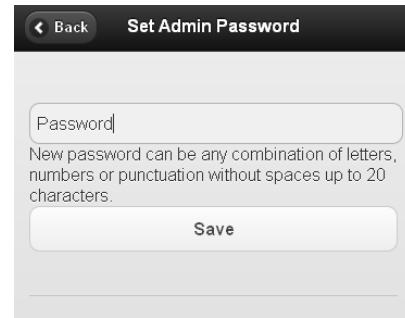 Back Set Admin Password
Password
New password can be any combination of letters,
numbers or punctuation without spaces up to 20
characters.
Save